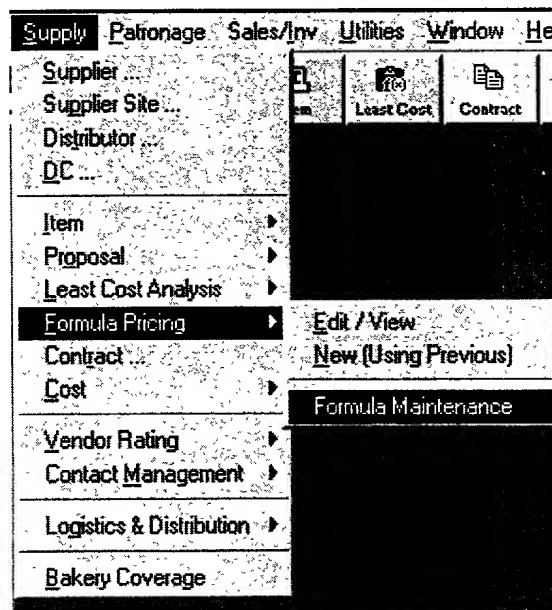 Supply Patronage Sales/Inv Utilities Window He
Supplier ...
Supplier Site ...
Distributor ...
DC ...
Least Cost
Contract
Item
Proposal
Least Cost Analysis
Formula Pricing
Contract ...
Cost
Edit / View
New (Using Previous)
Formula Maintenance
Vendor Rating
Contact Management
Logistics & Distribution
Bakery Coverage